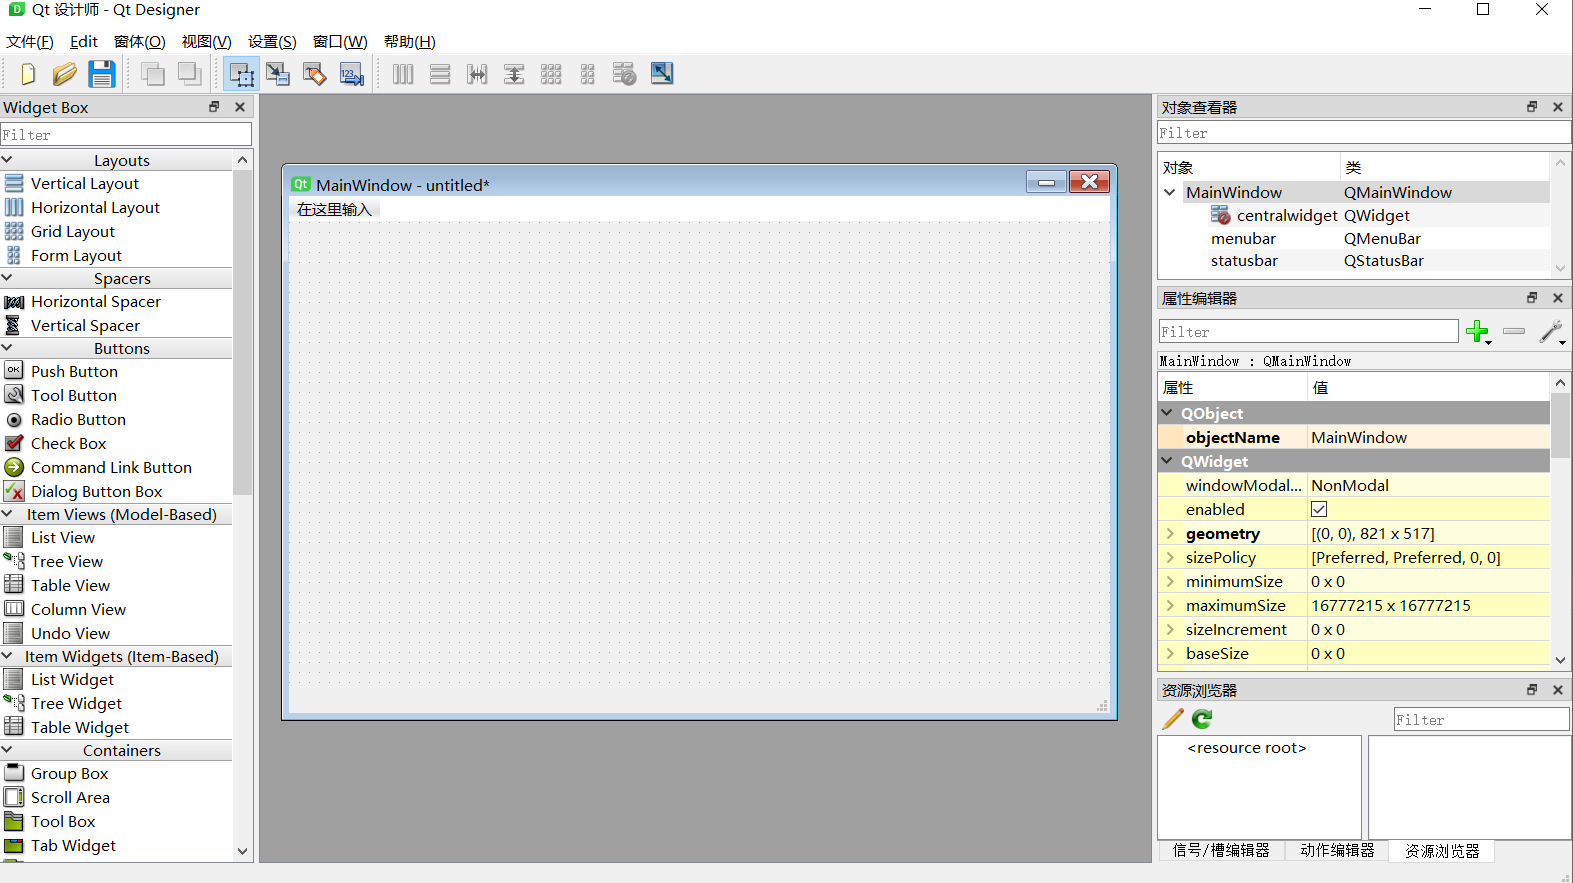 Qt 设计师 - Qt Designer
文件(F) Edit 窗体(O) 视图(V) 设置(S) 窗口(W) 帮助(H)
Widget Box
Filter
Layouts
Vertical Layout
Horizontal Layout
Grid Layout
Form Layout
Spacers
Horizontal Spacer
Vertical Spacer
Buttons
Push Button
Tool Button
Radio Button
Check Box
Command Link Button
Dialog Button Box
Item Views (Model-Based)
List View
Tree View
Table View
Column View
Undo View
Item Widgets (Item-Based)
List Widget
Tree Widget
Table Widget
Containers
Group Box
Scroll Area
Tool Box
Tab Widget
MainWindow - untitled*
在这里输入
对象查看器
Filter
对象 类
MainWindow QMainWindow
centralwidget QWidget
menubar QMenuBar
statusbar QStatusBar
属性编辑器
Filter
MainWindow : QMainWindow
属性 值
QObject
objectName MainWindow
QWidget
windowModal... NonModal
enabled
geometry [(0, 0), 821 x 517]
sizePolicy [Preferred, Preferred, 0, 0]
minimumSize 0 x 0
maximumSize 16777215 x 16777215
sizeIncrement 0 x 0
baseSize 0 x 0
资源浏览器
Filter
<resource root>
信号/槽编辑器 动作编辑器 资源浏览器